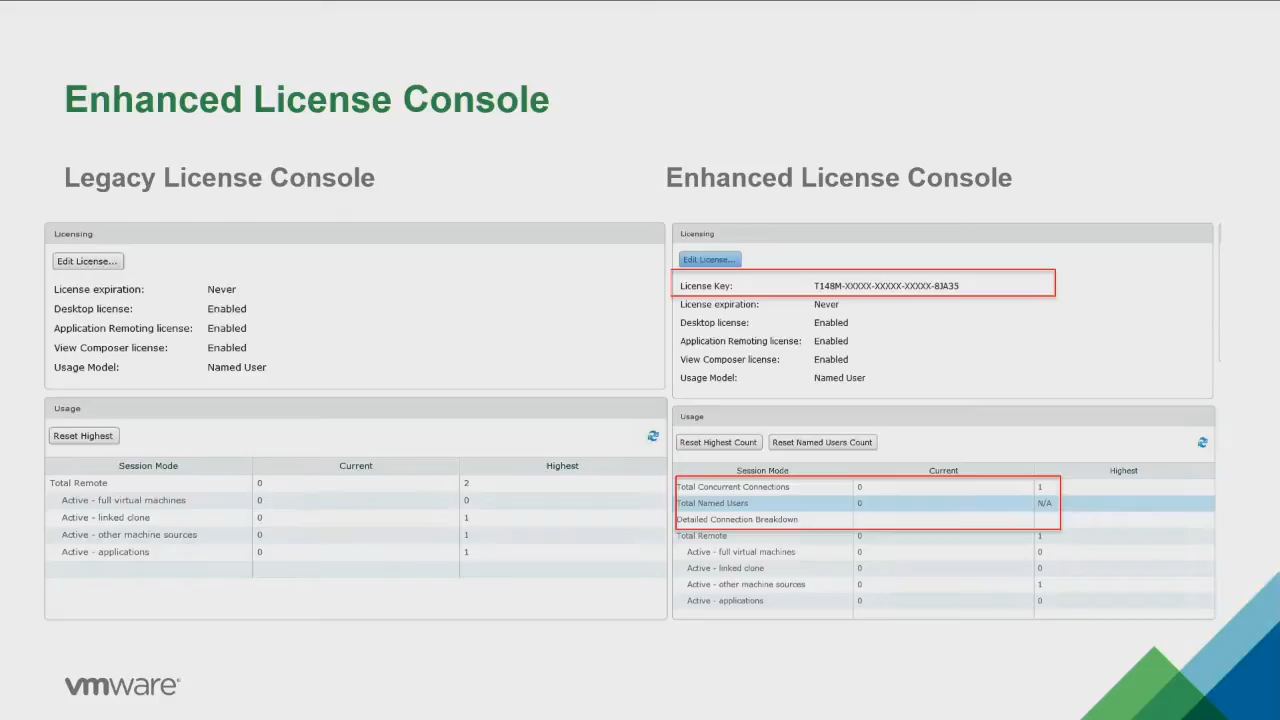 Enhanced License Console
Legacy License Console
Licensing
Edit License...
License expiration: Never
Desktop license: Enabled
Application Remoting license: Enabled
View Composer license: Enabled
Usage Model: Named User
Usage
Reset Highest
Session Mode Current Highest
Total Remote 0 2
Active - full virtual machines 0 0
Active - linked clone 0 1
Active - other machine sources 0 1
Active - applications 0 1
Enhanced License Console
Licensing
Edit License...
License Key: T148M-XXXXX-XXXXX-XXXXX-8JA35
License expiration: Never
Desktop license: Enabled
Application Remoting license: Enabled
View Composer license: Enabled
Usage Model: Named User
Usage
Reset Highest Count Reset Named Users Count
Session Mode Current Highest
Total Concurrent Connections 0 1
Total Named Users 0 N/A
Detailed Connection Breakdown
Total Remote 0 1
Active - full virtual machines 0 0
Active - linked clone 0 0
Active - other machine sources 0 1
Active - applications 0 0
vmware